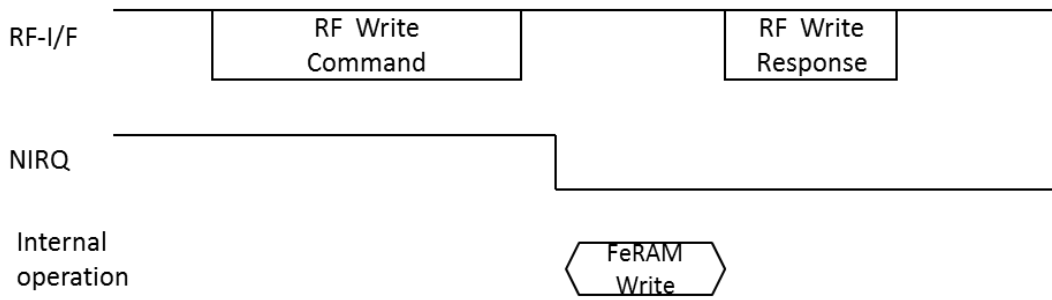 RF-I/F
RF Write
Command
RF Write
Response
NIRQ
Internal
operation
FeRAM
Write